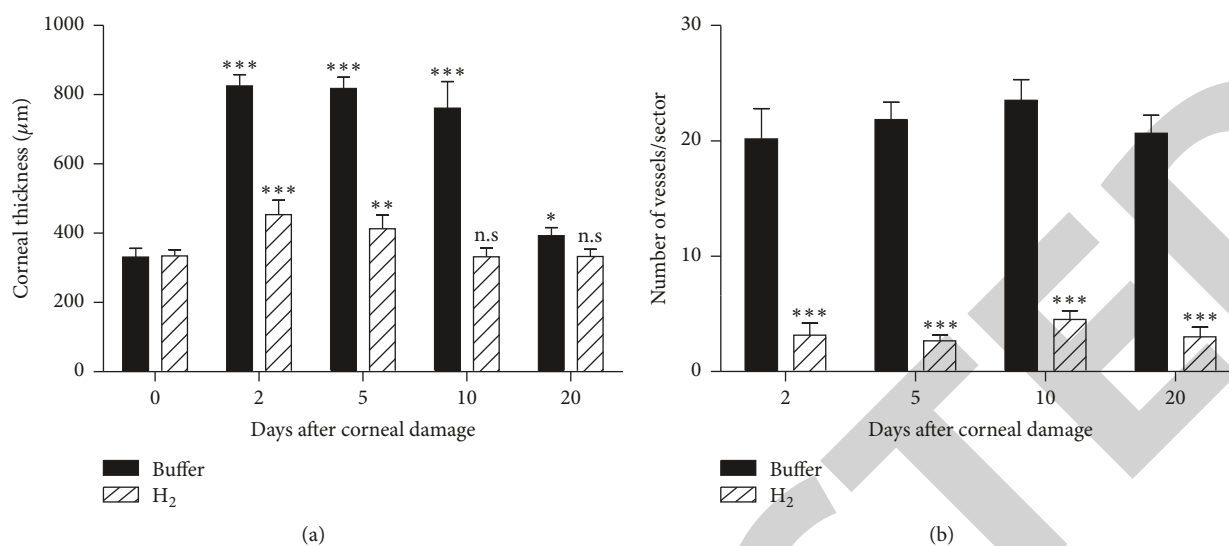 1000
800
600
400
200
0
Corneal thickness (μm)
***
***
***
***
**
n.s
*
n.s
0 2 5 10 20
Days after corneal damage
Buffer
H₂
(a)
30
20
10
0
Number of vessels/sector
***
***
***
***
2 5 10 20
Days after corneal damage
Buffer
H₂
(b)